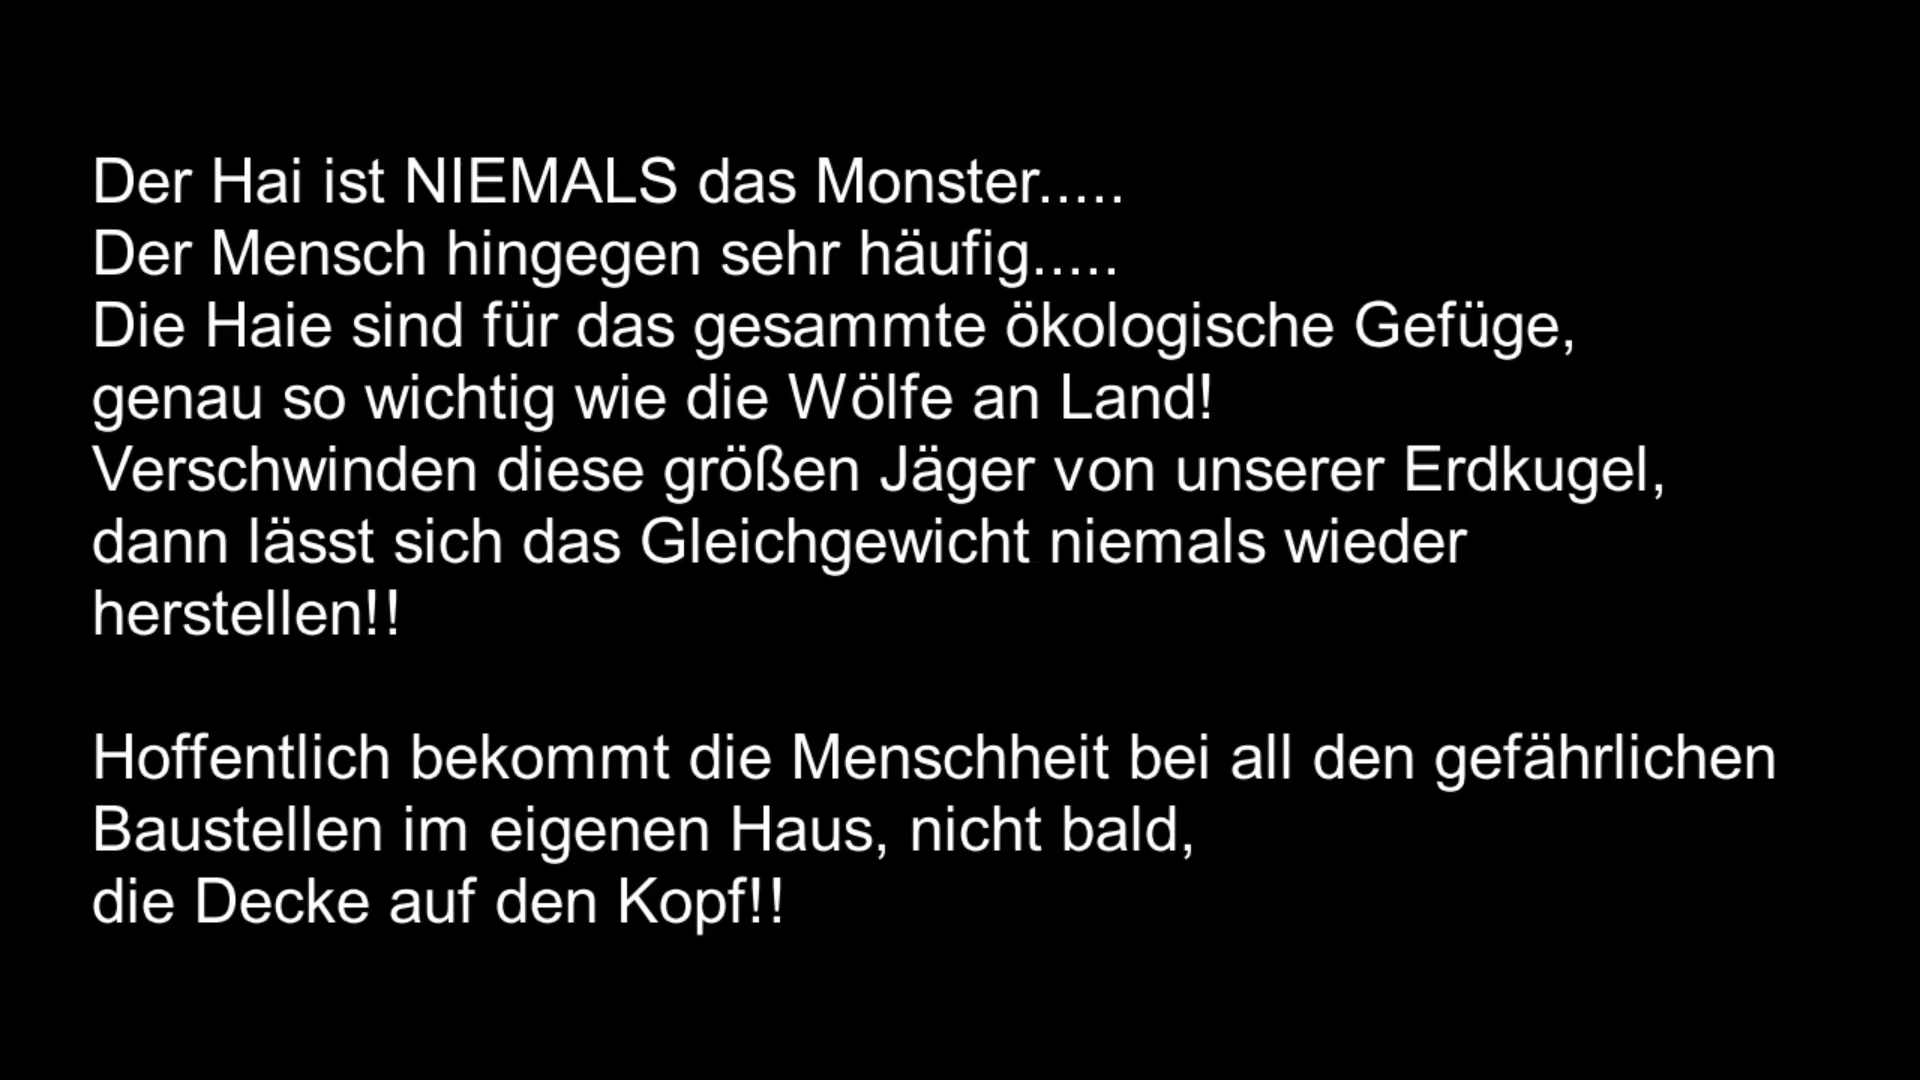 Der Hai ist NIEMALS das Monster.....
Der Mensch hingegen sehr häufig.....
Die Haie sind für das gesammte ökologische Gefüge,
genau so wichtig wie die Wölfe an Land!
Verschwinden diese größen Jäger von unserer Erdkugel,
dann lässt sich das Gleichgewicht niemals wieder
herstellen!!
Hoffentlich bekommt die Menschheit bei all den gefährlichen
Baustellen im eigenen Haus, nicht bald,
die Decke auf den Kopf!!